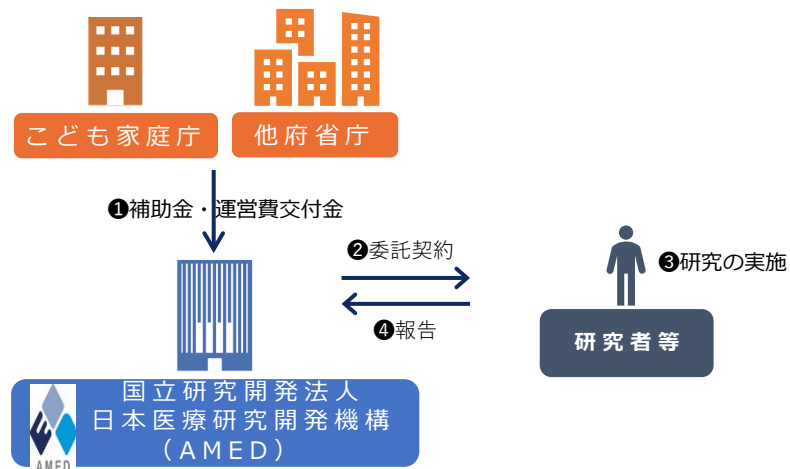 こども家庭庁
他府省庁
❶補助金・運営費交付金
❷委託契約
❸研究の実施
❹報告
研究者等
国立研究開発法人
日本医療研究開発機構
（AMED）
AMED